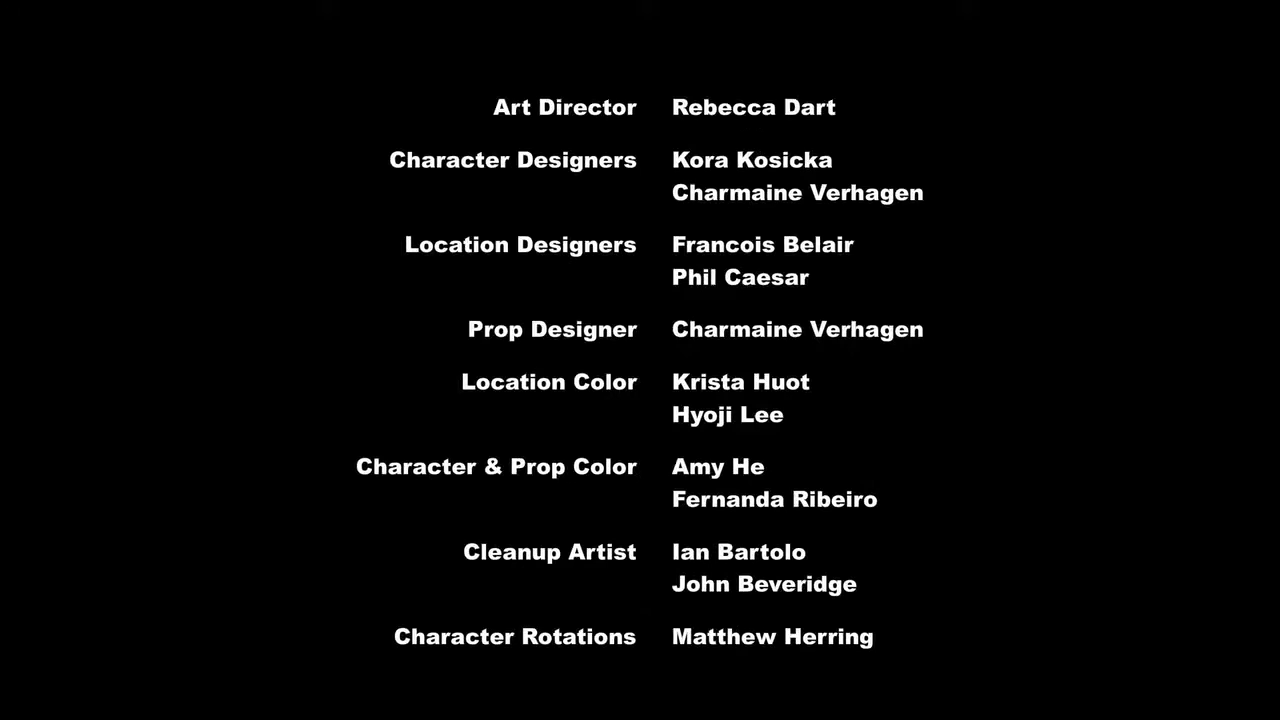 Art Director Rebecca Dart
Character Designers Kora Kosicka
Charmaine Verhagen
Location Designers Francois Belair
Phil Caesar
Prop Designer Charmaine Verhagen
Location Color Krista Huot
Hyoji Lee
Character & Prop Color Amy He
Fernanda Ribeiro
Cleanup Artist Ian Bartolo
John Beveridge
Character Rotations Matthew Herring